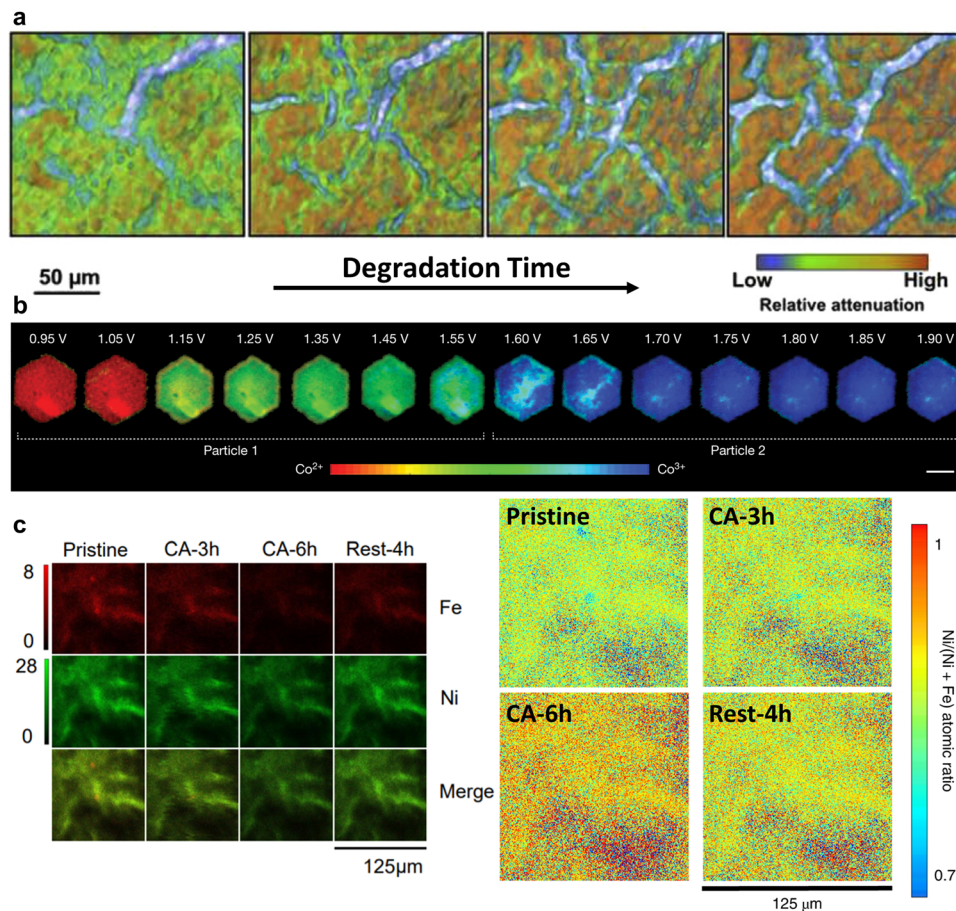 a
50 µm
Degradation Time
Low High
Relative attenuation
b
0.95 V 1.05 V 1.15 V 1.25 V 1.35 V 1.45 V 1.55 V 1.60 V 1.65 V 1.70 V 1.75 V 1.80 V 1.85 V 1.90 V
Particle 1 Particle 2
Co²⁺ Co³⁺
c
Pristine CA-3h CA-6h Rest-4h
8
0
Fe
28
0
Ni
Merge
125µm
Pristine CA-3h
CA-6h Rest-4h
125 µm
1
Ni/(Ni + Fe) atomic ratio
0.7